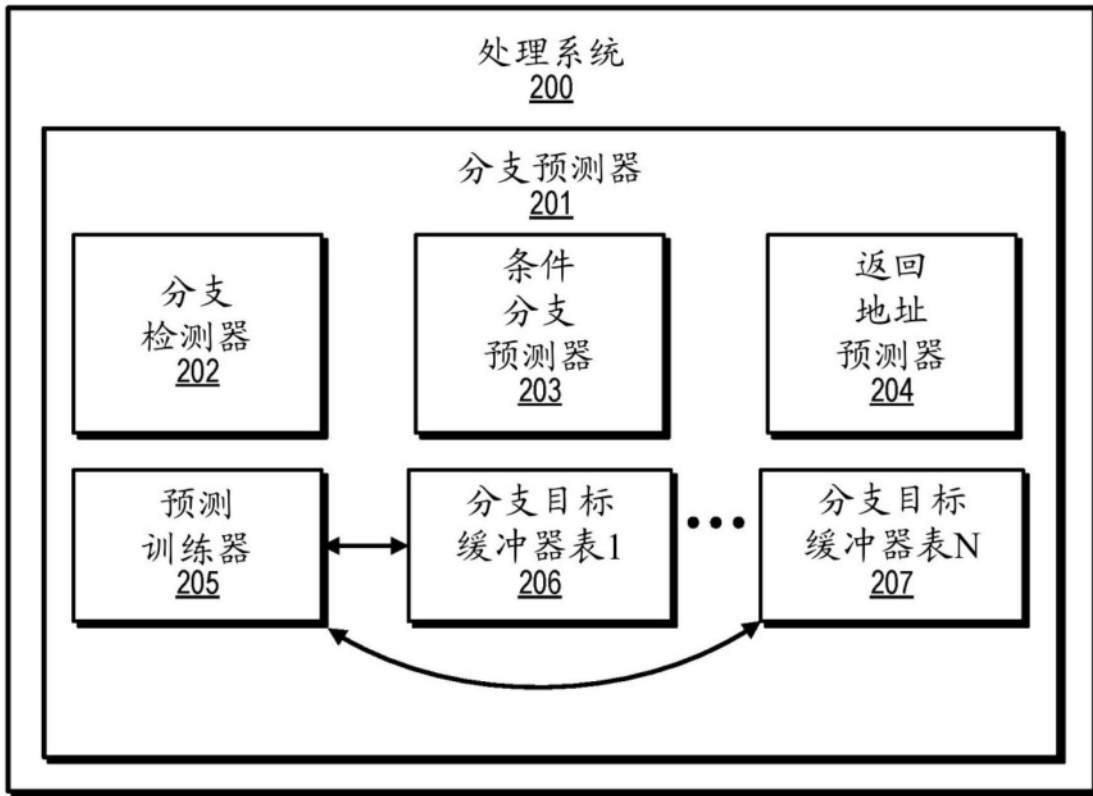 处理系统
200
分支预测器
201
分支
检测器
202
条件
分支
预测器
203
返回
地址
预测器
204
预测
训练器
205
分支目标
缓冲器表1
206
分支目标
缓冲器表N
207